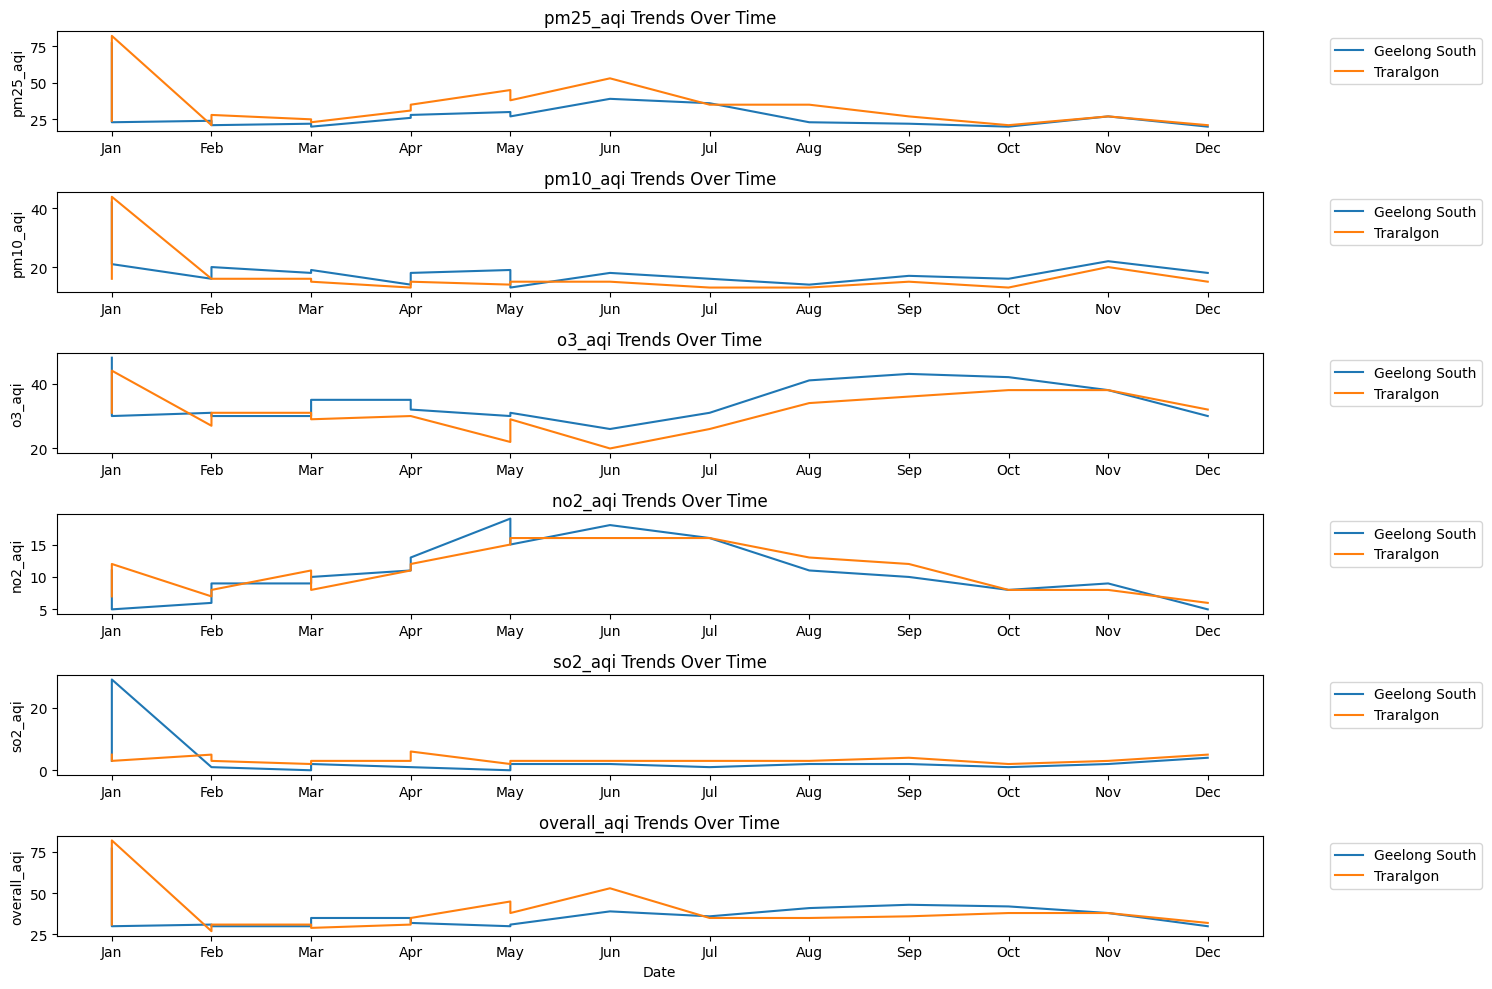 pm25_aqi Trends Over Time
pm25_aqi
75
50
25
Jan Feb Mar Apr May Jun Jul Aug Sep Oct Nov Dec
Geelong South
Traralgon
pm10_aqi Trends Over Time
pm10_aqi
40
20
Jan Feb Mar Apr May Jun Jul Aug Sep Oct Nov Dec
Geelong South
Traralgon
o3_aqi Trends Over Time
o3_aqi
40
20
Jan Feb Mar Apr May Jun Jul Aug Sep Oct Nov Dec
Geelong South
Traralgon
no2_aqi Trends Over Time
no2_aqi
15
10
5
Jan Feb Mar Apr May Jun Jul Aug Sep Oct Nov Dec
Geelong South
Traralgon
so2_aqi Trends Over Time
so2_aqi
20
0
Jan Feb Mar Apr May Jun Jul Aug Sep Oct Nov Dec
Geelong South
Traralgon
overall_aqi Trends Over Time
overall_aqi
75
50
25
Jan Feb Mar Apr May Jun Jul Aug Sep Oct Nov Dec
Date
Geelong South
Traralgon